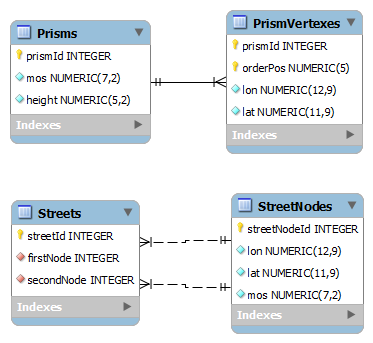 Prisms
prismId INTEGER
mos NUMERIC(7,2)
height NUMERIC(5,2)
Indexes
PrismVertexes
prismId INTEGER
orderPos NUMERIC(5)
lon NUMERIC(12,9)
lat NUMERIC(11,9)
Indexes
Streets
streetId INTEGER
firstNode INTEGER
secondNode INTEGER
Indexes
StreetNodes
streetNodeId INTEGER
lon NUMERIC(12,9)
lat NUMERIC(11,9)
mos NUMERIC(7,2)
Indexes